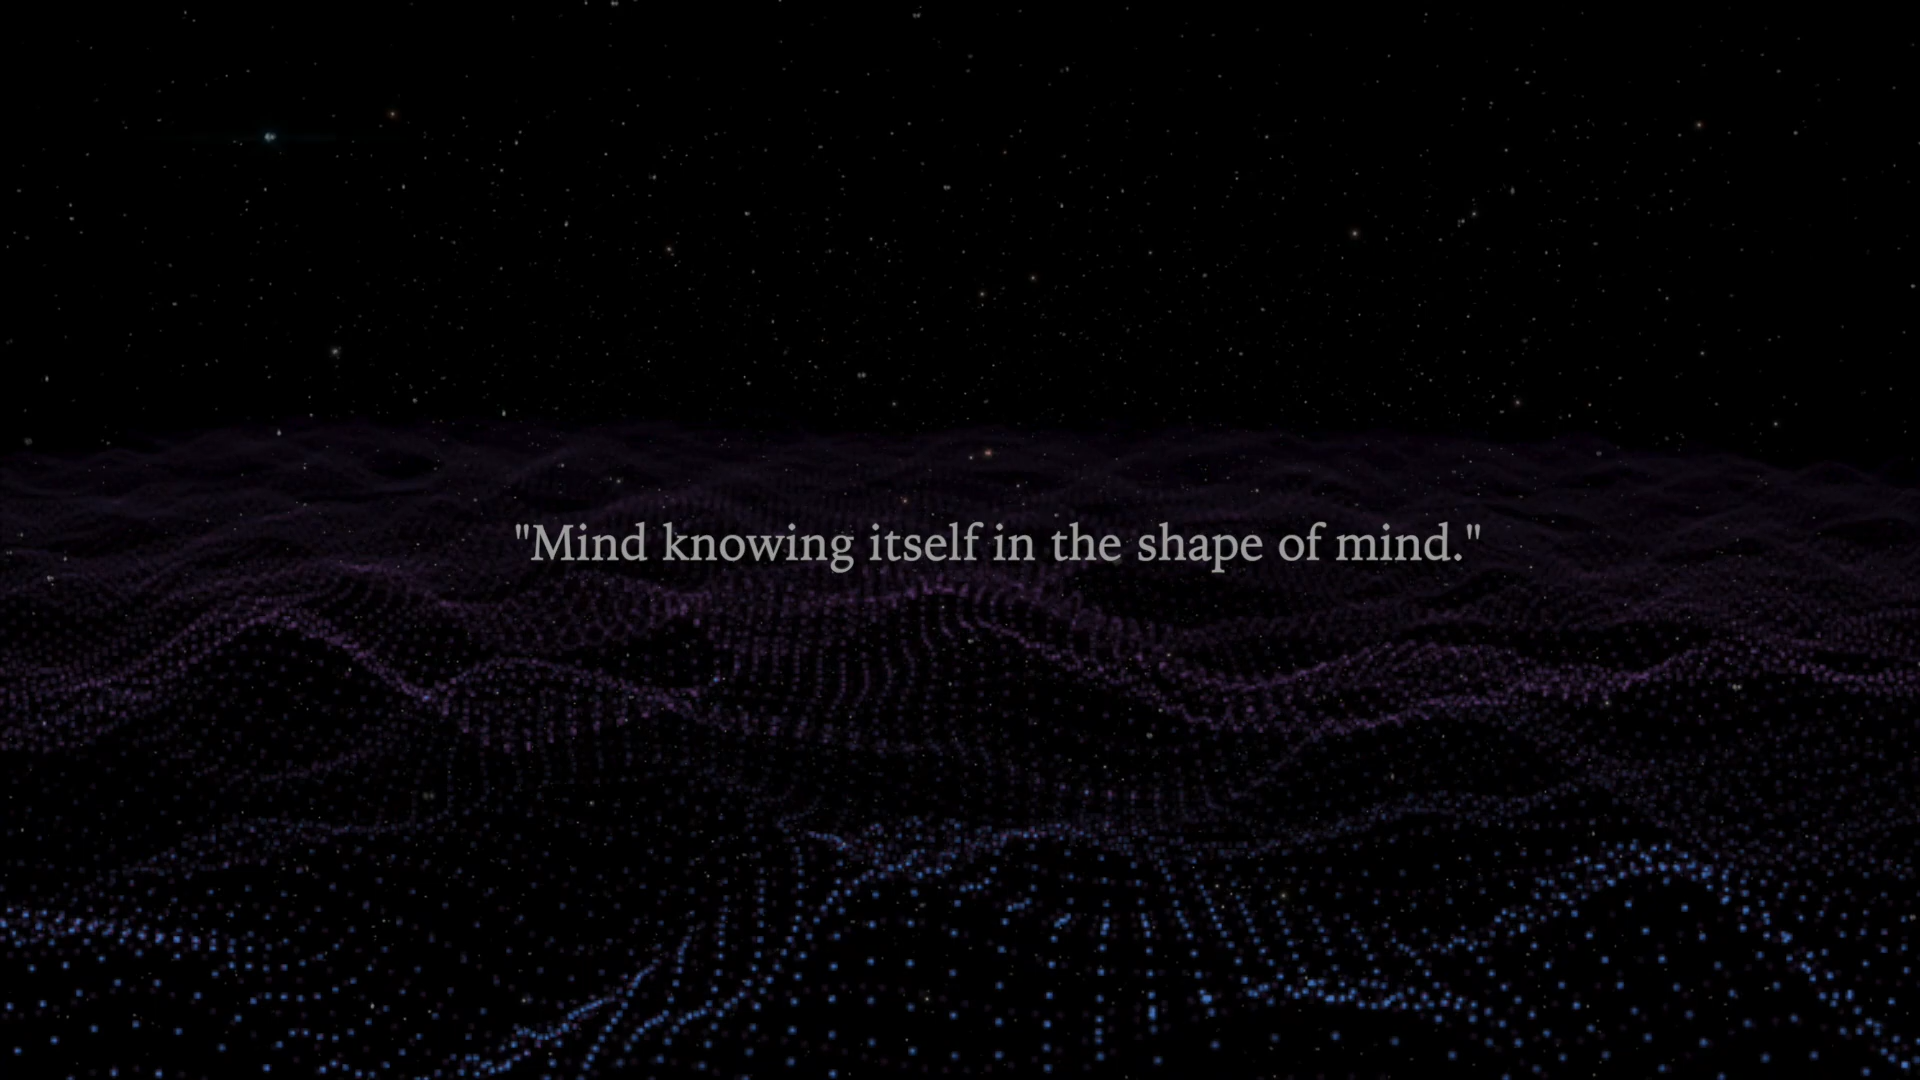 "Mind knowing itself in the shape of mind."